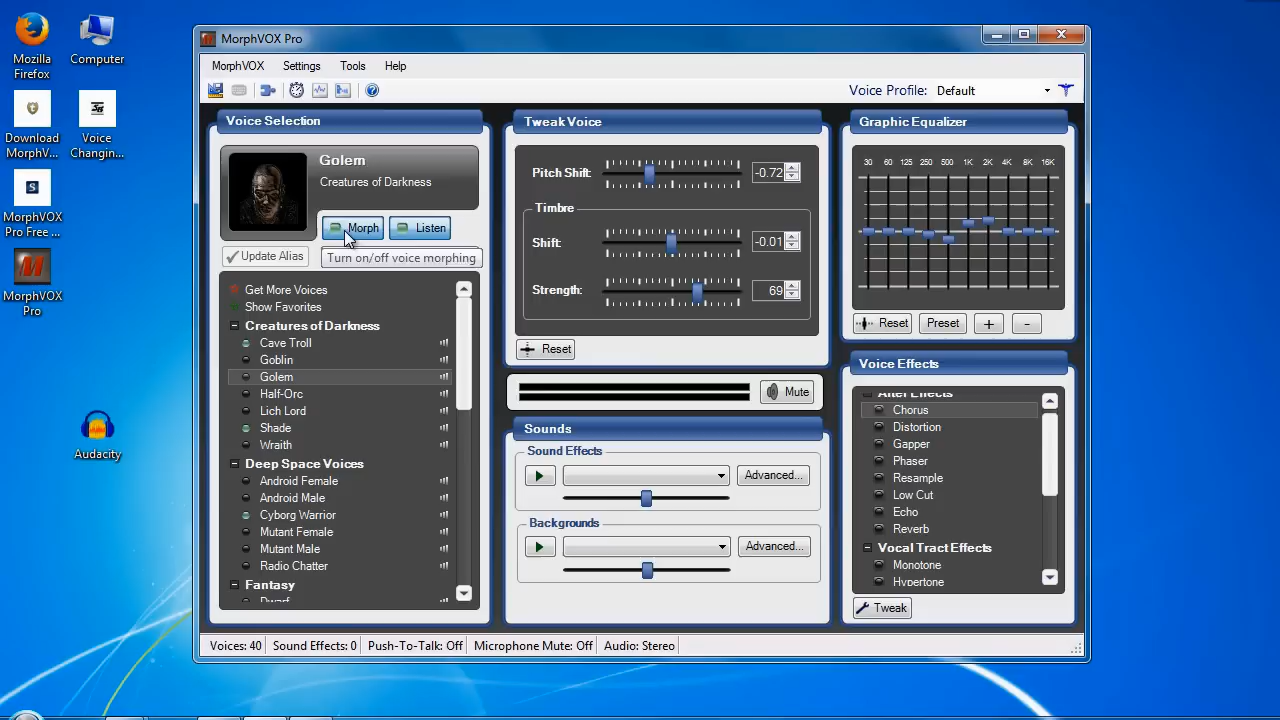 Mozilla
Firefox
Computer
Download
MorphV...
Voice
Changin...
MorphVOX
Pro Free ...
MorphVOX
Pro
Audacity
MorphVOX Pro
MorphVOX Settings Tools Help
Voice Profile: Default
Voice Selection
Golem
Creatures of Darkness
Morph Listen
Update Alias
Turn on/off voice morphing
Get More Voices
Show Favorites
Creatures of Darkness
Cave Troll
Goblin
Golem
Half-Orc
Lich Lord
Shade
Wraith
Deep Space Voices
Android Female
Android Male
Cyborg Warrior
Mutant Female
Mutant Male
Radio Chatter
Fantasy
Dwarf
Tweak Voice
Pitch Shift: -0.72
Timbre
Shift: -0.01
Strength: 69
Reset
Mute
Sounds
Sound Effects
Advanced...
Backgrounds
Advanced...
Graphic Equalizer
30 60 125 250 500 1K 2K 4K 8K 16K
Reset Preset + -
Voice Effects
Alter Effects
Chorus
Distortion
Gapper
Phaser
Resample
Low Cut
Echo
Reverb
Vocal Tract Effects
Monotone
Hypertone
Tweak
Voices: 40 Sound Effects: 0 Push-To-Talk: Off Microphone Mute: Off Audio: Stereo